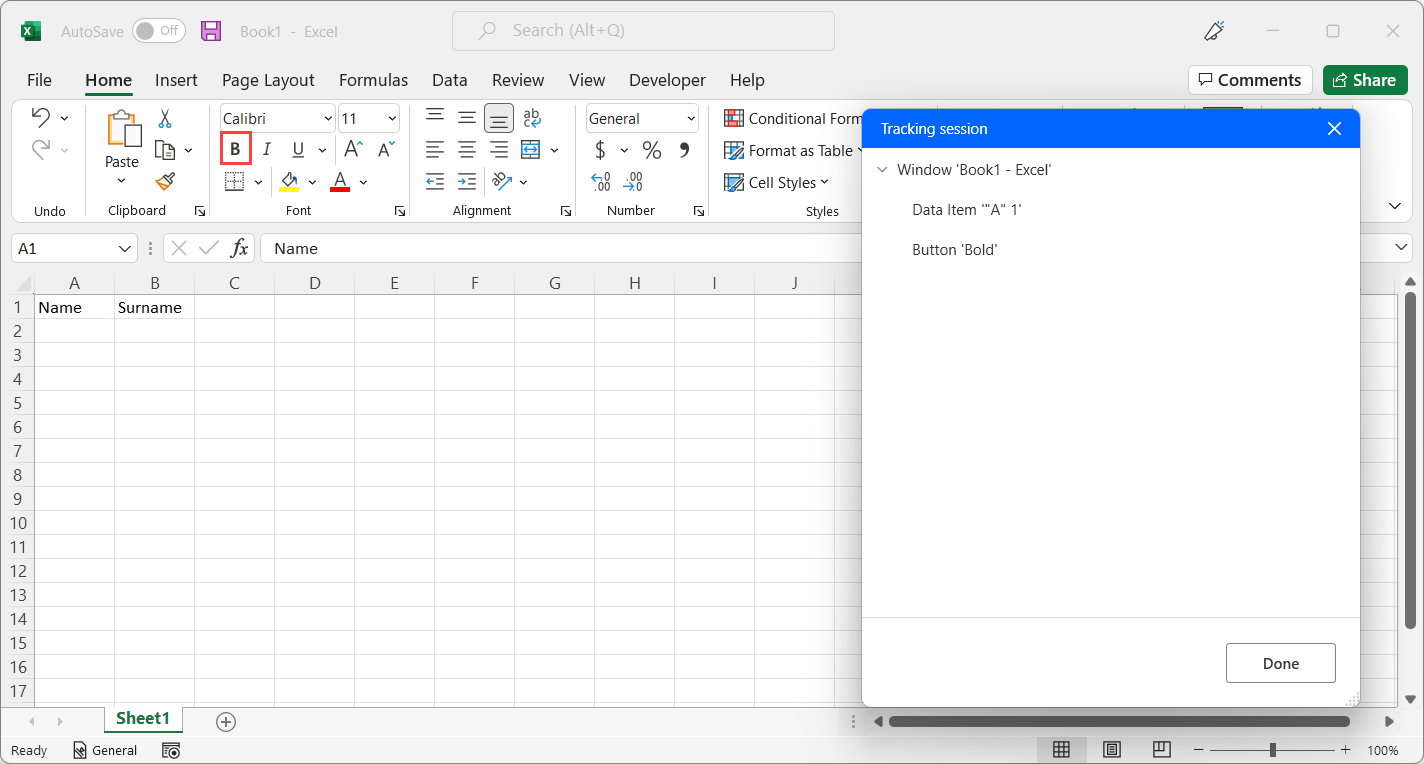 AutoSave Off Book1 - Excel Search (Alt+Q)
File Home Insert Page Layout Formulas Data Review View Developer Help Comments Share
Calibri 11 General Conditional Form
Paste B I U A A ab c $ % Format as Table
A Cell Styles
Undo Clipboard Font Alignment Number Styles
A1 fx Name
A B C D E F G H I J
1 Name Surname
2
3
4
5
6
7
8
9
10
11
12
13
14
15
16
17
Tracking session
Window 'Book1 - Excel'
Data Item '"A" 1'
Button 'Bold'
Done
Sheet1
Ready General 100%